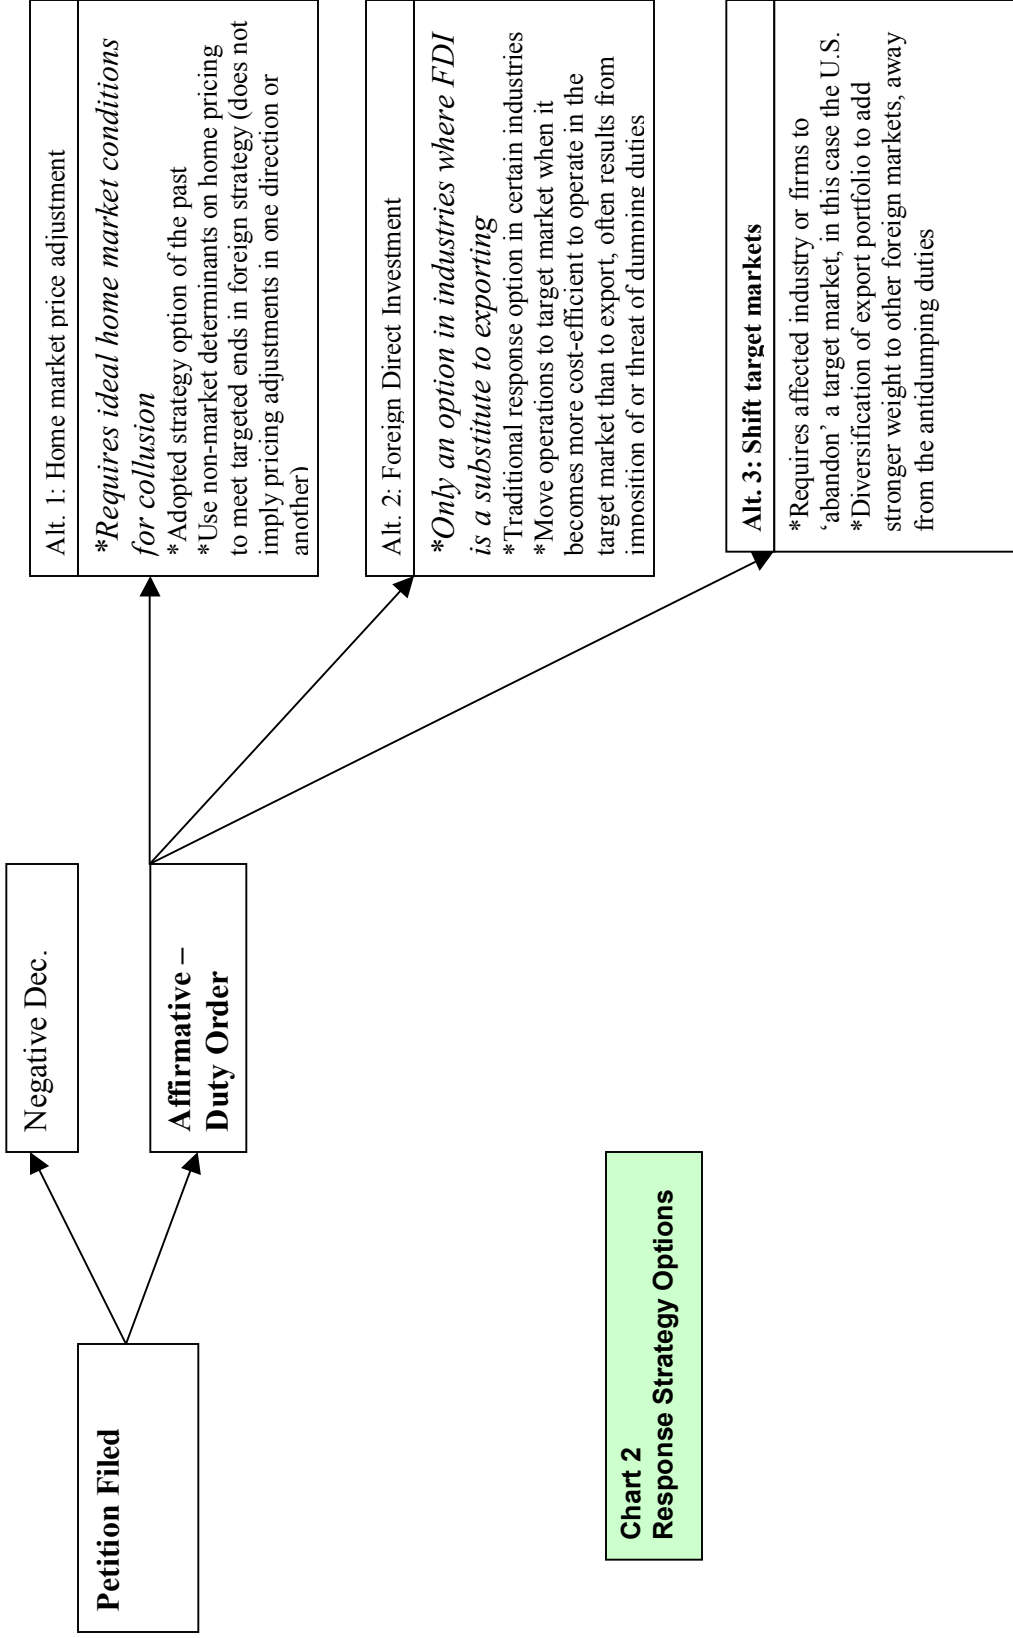 Petition Filed
Negative Dec.
Affirmative –
Duty Order
Alt. 1: Home market price adjustment
*Requires ideal home market conditions
for collusion
*Adopted strategy option of the past
*Use non-market determinants on home pricing
to meet targeted ends in foreign strategy (does not
imply pricing adjustments in one direction or
another)
Alt. 2: Foreign Direct Investment
*Only an option in industries where FDI
is a substitute to exporting
*Traditional response option in certain industries
*Move operations to target market when it
becomes more cost-efficient to operate in the
target market than to export, often results from
imposition of or threat of dumping duties
Alt. 3: Shift target markets
*Requires affected industry or firms to
‘abandon’ a target market, in this case the U.S.
*Diversification of export portfolio to add
stronger weight to other foreign markets, away
from the antidumping duties
Chart 2
Response Strategy Options